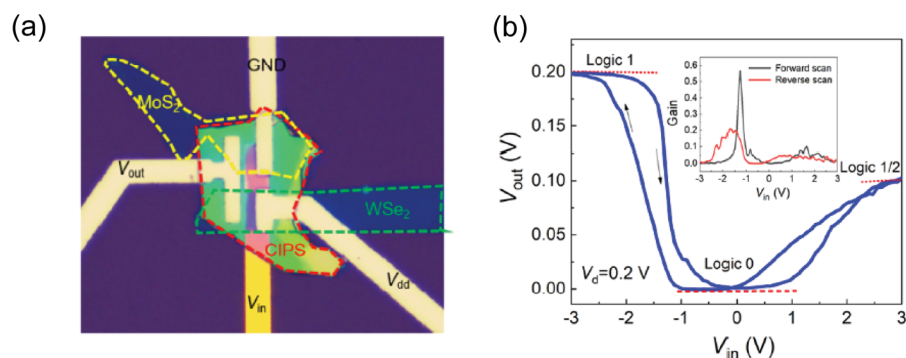 (a)
GND
MoS2
Vout
WSe2
CIPS
Vdd
Vin
(b)
Logic 1
Forward scan
Reverse scan
Gain
0.6
0.5
0.4
0.3
0.2
0.1
0.0
-3 -2 -1 0 1 2 3
Vin (V)
Logic 1/2
Logic 0
Vd=0.2 V
Vout (V)
0.20
0.15
0.10
0.05
0.00
-3 -2 -1 0 1 2 3
Vin (V)